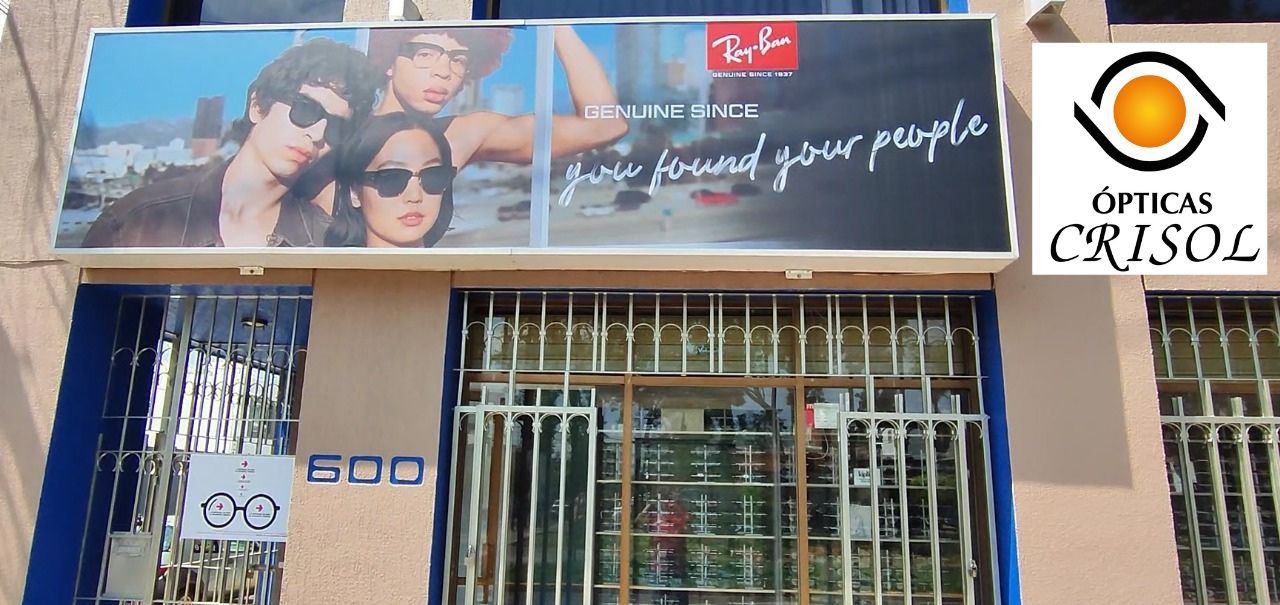 Ray-Ban
GENUINE SINCE 1937
GENUINE SINCE
you found your people
ÓPTICAS
CRISOL
600